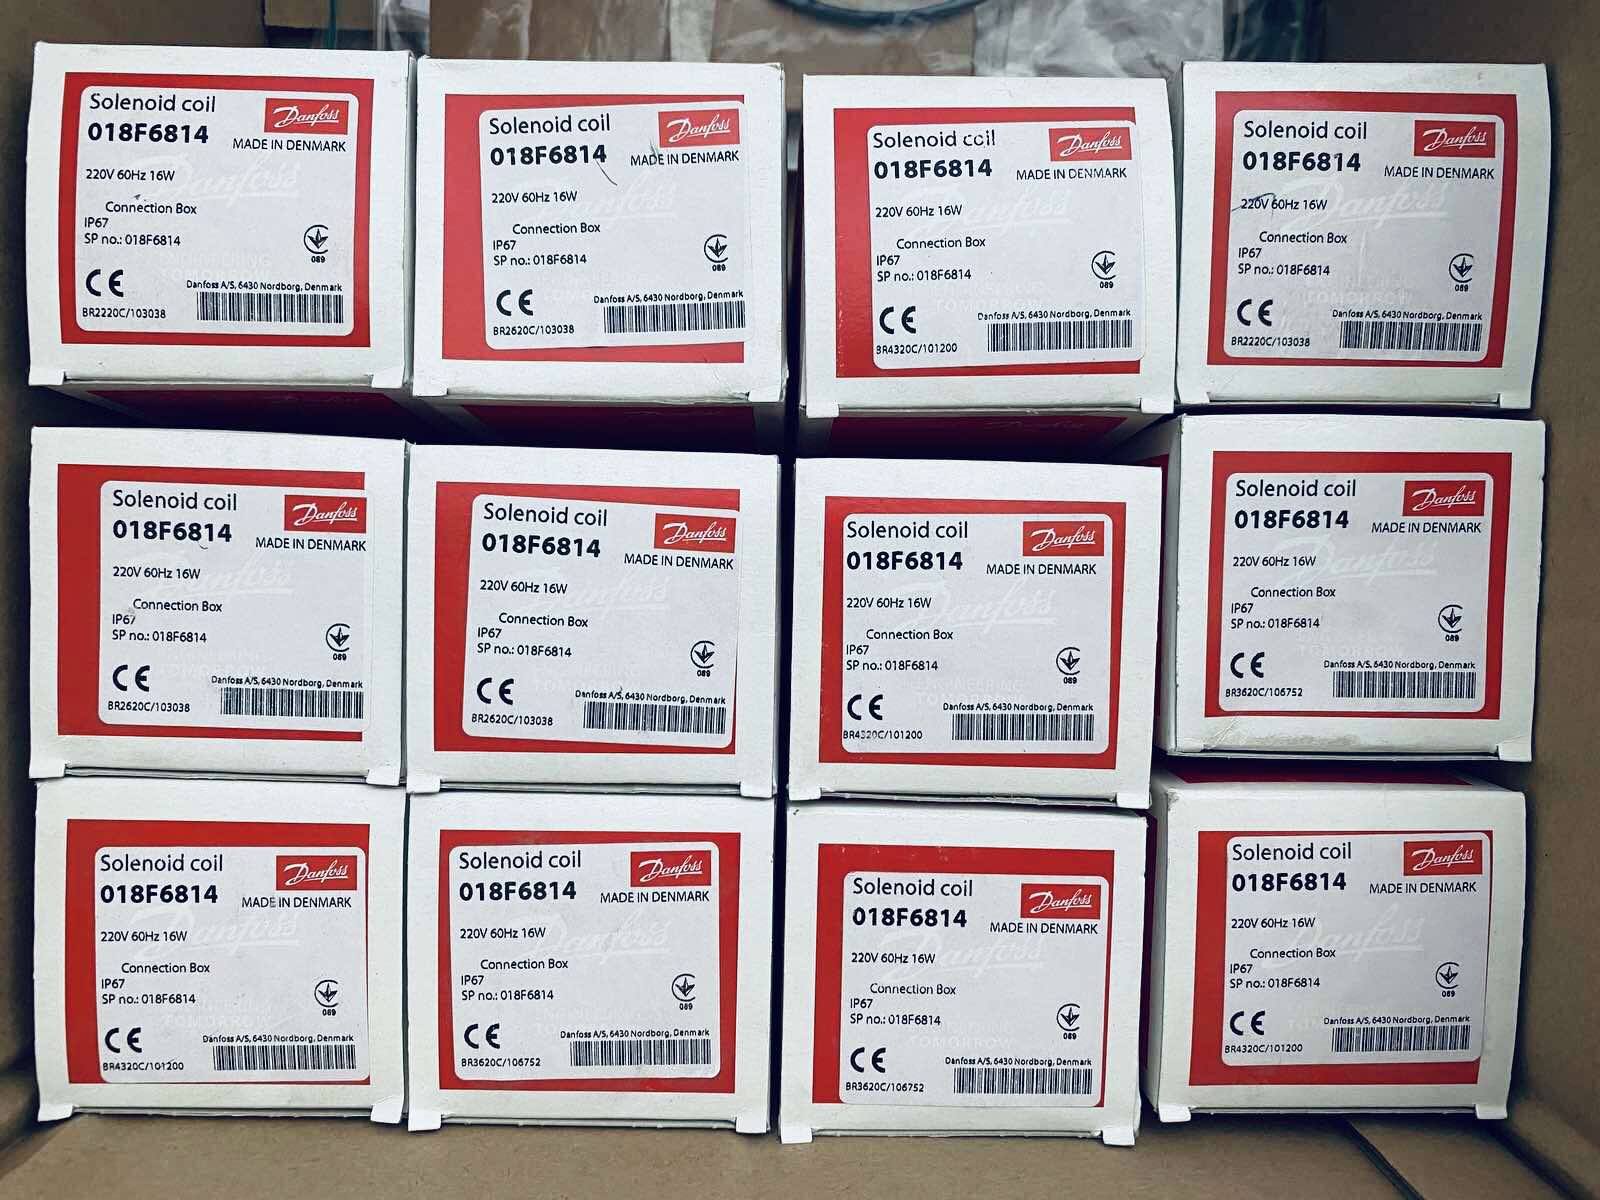 Solenoid coil
Danfoss
018F6814
MADE IN DENMARK
220V 60Hz 16W
Connection Box
IP67
SP no.: 018F6814
089
CE
Danfoss A/S, 6430 Nordborg, Denmark
BR2220C/103038
Solenoid coil
Danfoss
018F6814
MADE IN DENMARK
220V 60Hz 16W
Connection Box
IP67
SP no.: 018F6814
089
CE
Danfoss A/S, 6430 Nordborg, Denmark
BR2620C/103038
Solenoid coil
Danfoss
018F6814
MADE IN DENMARK
220V 60Hz 16W
Connection Box
IP67
SP no.: 018F6814
089
CE
Danfoss A/S, 6430 Nordborg, Denmark
BR4320C/101200
Solenoid coil
Danfoss
018F6814
MADE IN DENMARK
220V 60Hz 16W
Connection Box
IP67
SP no.: 018F6814
089
CE
Danfoss A/S, 6430 Nordborg, Denmark
BR2220C/103038
Solenoid coil
Danfoss
018F6814
MADE IN DENMARK
220V 60Hz 16W
Connection Box
IP67
SP no.: 018F6814
089
CE
Danfoss A/S, 6430 Nordborg, Denmark
BR2620C/103038
Solenoid coil
Danfoss
018F6814
MADE IN DENMARK
220V 60Hz 16W
Connection Box
IP67
SP no.: 018F6814
089
CE
Danfoss A/S, 6430 Nordborg, Denmark
BR2620C/103038
Solenoid coil
Danfoss
018F6814
MADE IN DENMARK
220V 60Hz 16W
Connection Box
IP67
SP no.: 018F6814
089
CE
Danfoss A/S, 6430 Nordborg, Denmark
BR4320C/101200
Solenoid coil
Danfoss
018F6814
MADE IN DENMARK
220V 60Hz 16W
Connection Box
IP67
SP no.: 018F6814
089
CE
Danfoss A/S, 6430 Nordborg, Denmark
BR3620C/106752
Solenoid coil
Danfoss
018F6814
MADE IN DENMARK
220V 60Hz 16W
Connection Box
IP67
SP no.: 018F6814
089
CE
Danfoss A/S, 6430 Nordborg, Denmark
BR4320C/101200
Solenoid coil
Danfoss
018F6814
MADE IN DENMARK
220V 60Hz 16W
Connection Box
IP67
SP no.: 018F6814
089
CE
Danfoss A/S, 6430 Nordborg, Denmark
BR3620C/106752
Solenoid coil
Danfoss
018F6814
MADE IN DENMARK
220V 60Hz 16W
Connection Box
IP67
SP no.: 018F6814
089
CE
Danfoss A/S, 6430 Nordborg, Denmark
BR3620C/106752
Solenoid coil
Danfoss
018F6814
MADE IN DENMARK
220V 60Hz 16W
Connection Box
IP67
SP no.: 018F6814
089
CE
Danfoss A/S, 6430 Nordborg, Denmark
BR4320C/101200